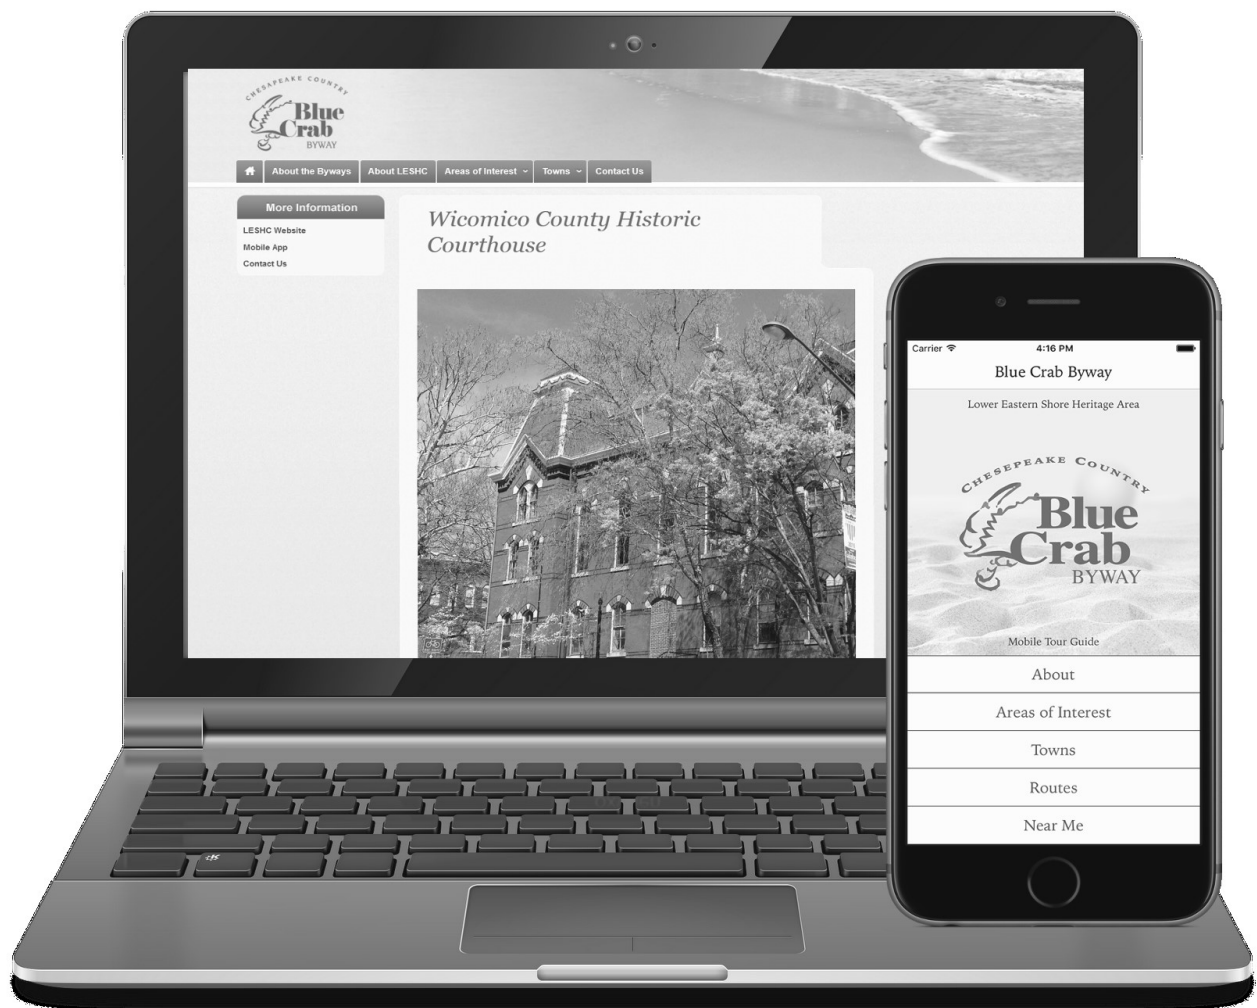 CHESAPEAKE COUNTRY
Blue
Crab
BYWAY
About the Byways
About LESHC
Areas of Interest
Towns
Contact Us
More Information
LESHC Website
Mobile App
Contact Us
Wicomico County Historic
Courthouse
Carrier
4:16 PM
Blue Crab Byway
Lower Eastern Shore Heritage Area
CHESEPEAKE COUNTRY
Blue
Crab
BYWAY
Mobile Tour Guide
About
Areas of Interest
Towns
Routes
Near Me